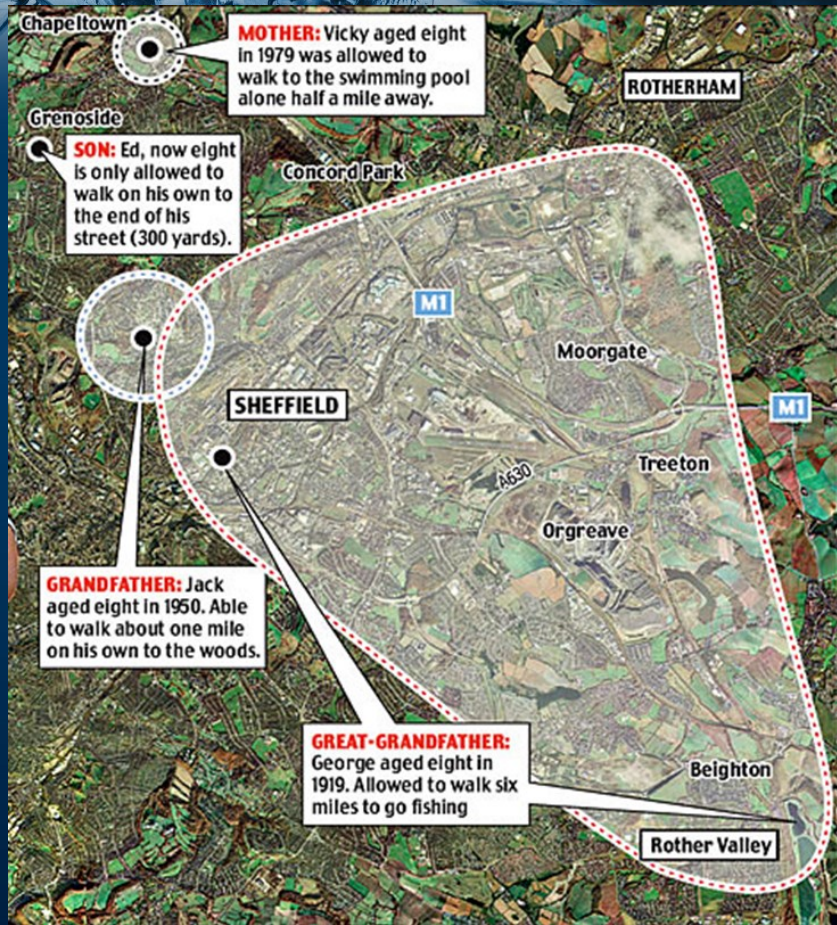 Chapeltown
MOTHER: Vicky aged eight
in 1979 was allowed to
walk to the swimming pool
alone half a mile away.
ROTHERHAM
Grenoside
SON: Ed, now eight
is only allowed to
walk on his own to
the end of his
street (300 yards).
Concord Park
M1
Moorgate
SHEFFIELD
M1
Treeton
A630
Orgreave
GRANDFATHER: Jack
aged eight in 1950. Able
to walk about one mile
on his own to the woods.
GREAT-GRANDFATHER:
George aged eight in
1919. Allowed to walk six
miles to go fishing
Beighton
Rother Valley